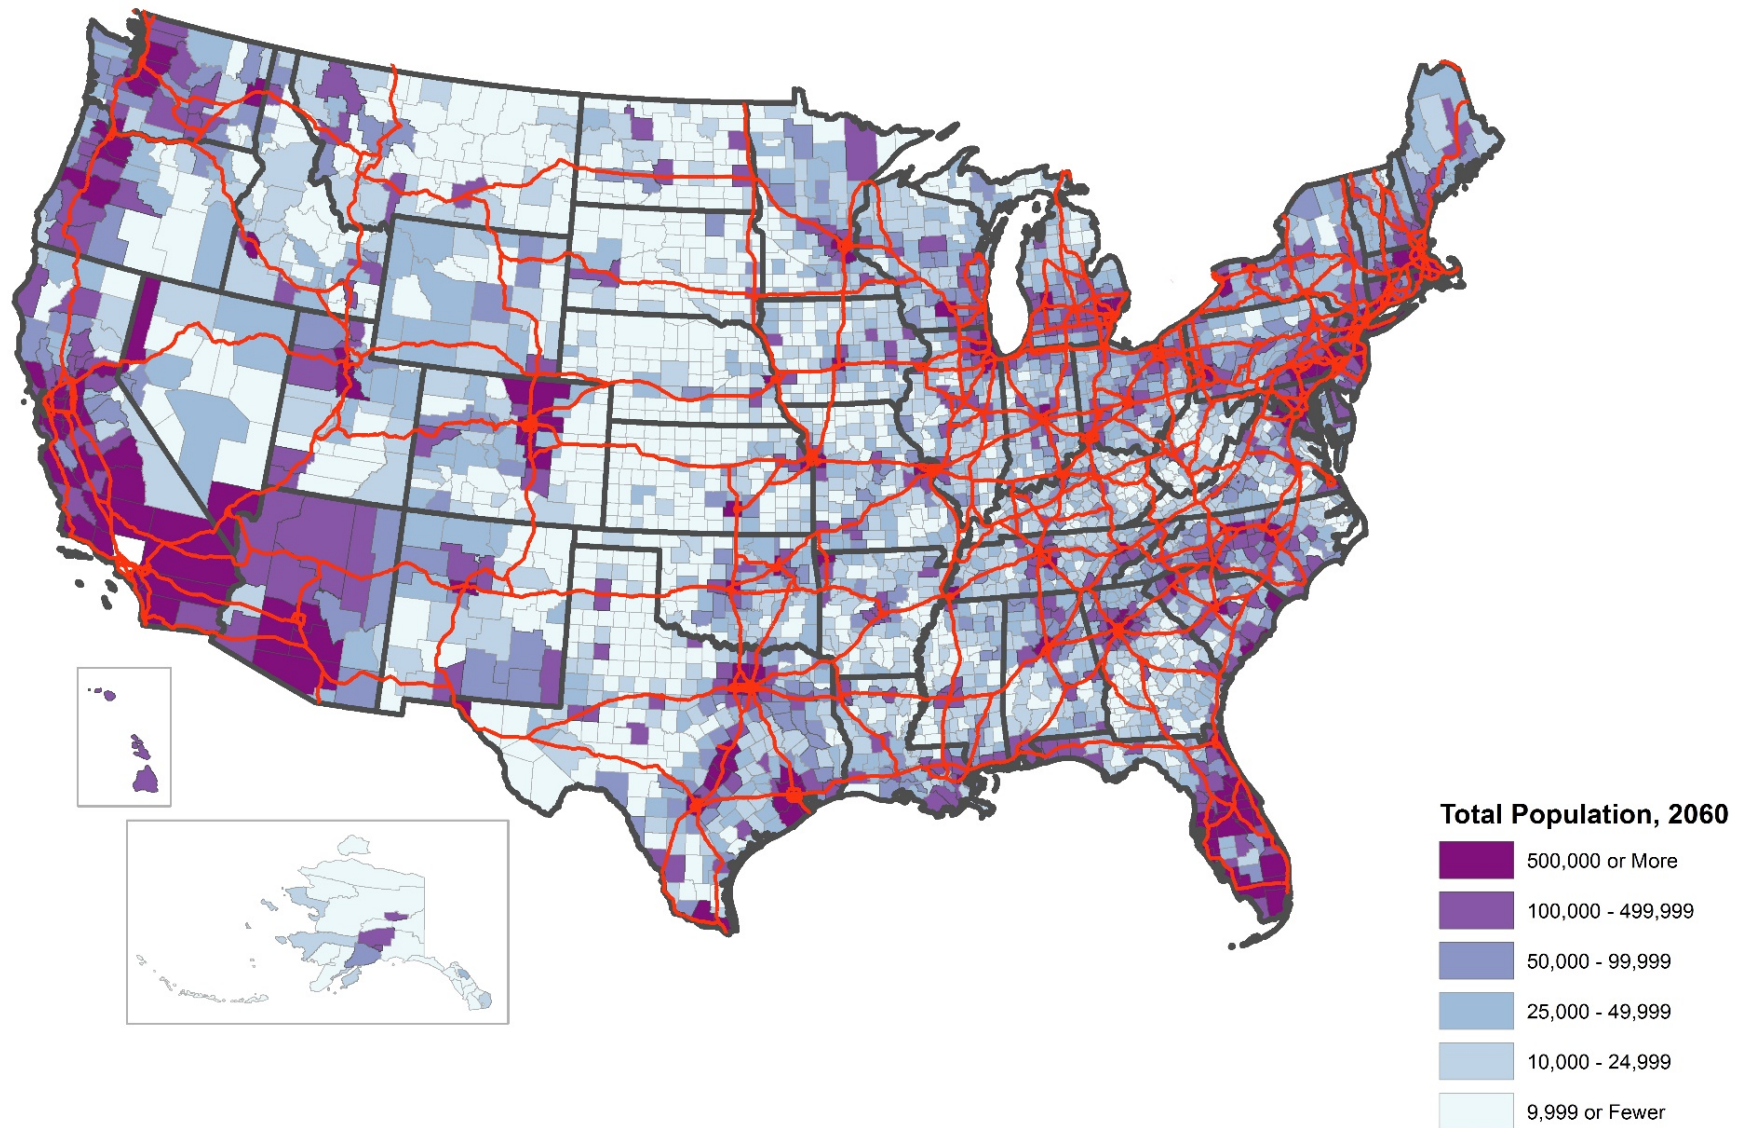 Total Population, 2060
500,000 or More
100,000 - 499,999
50,000 - 99,999
25,000 - 49,999
10,000 - 24,999
9,999 or Fewer